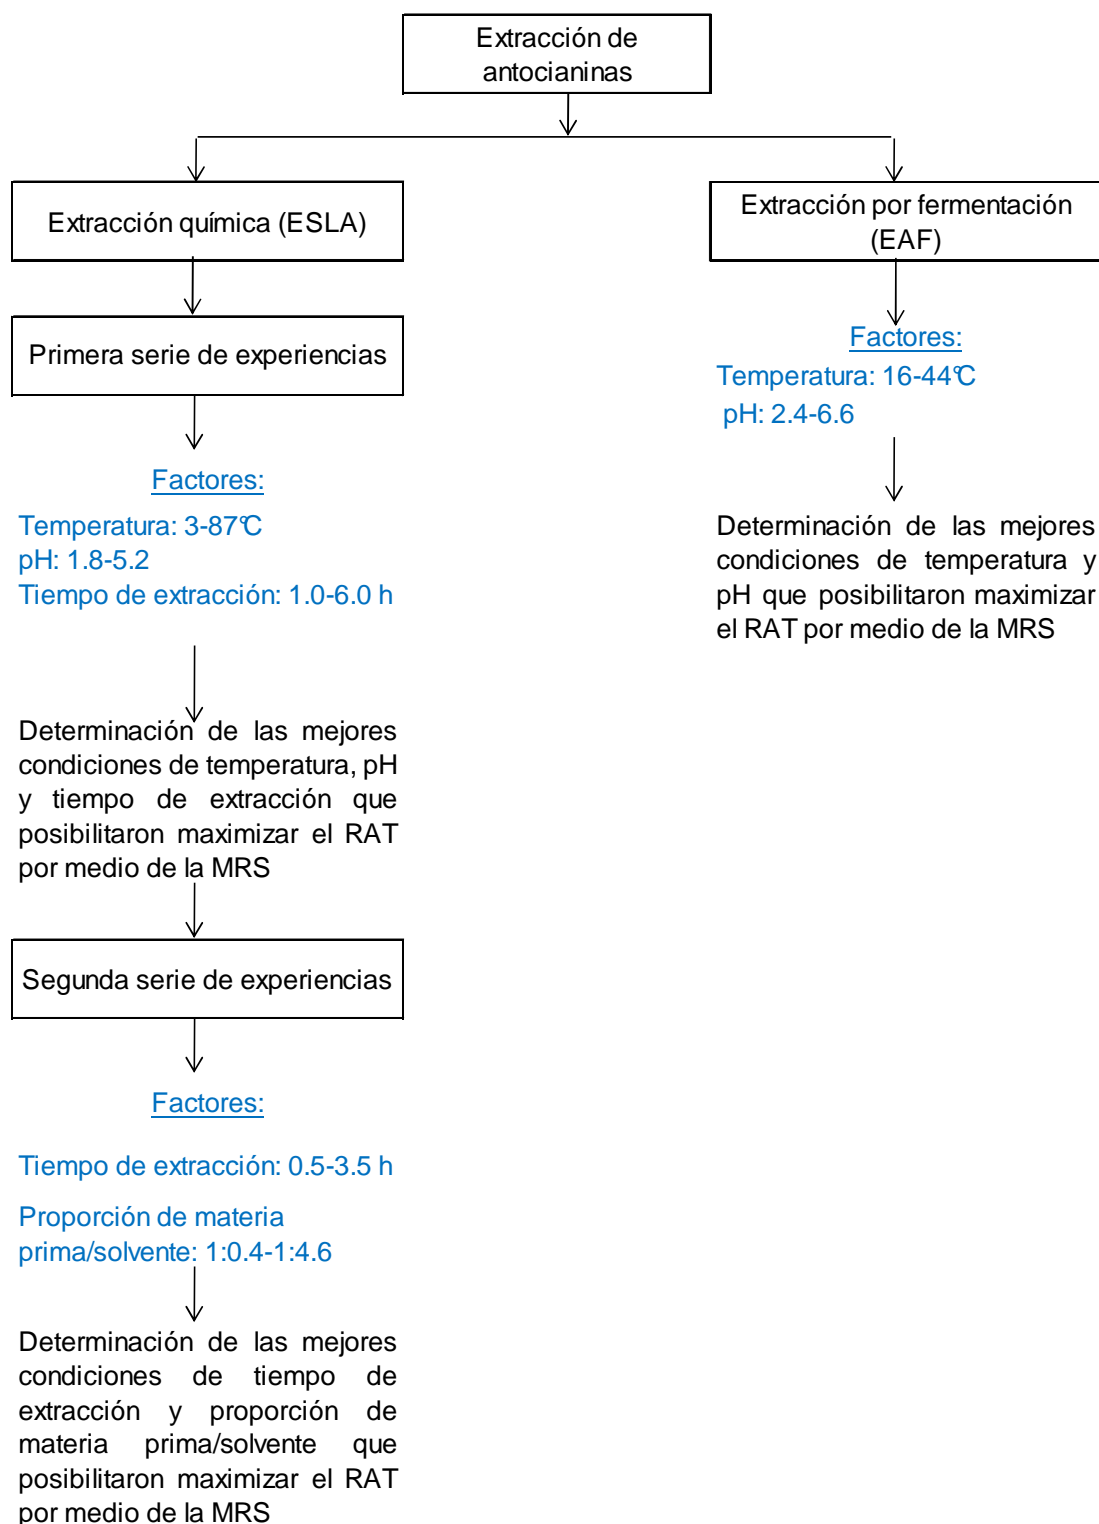 Extracción de
antocianinas
Extracción química (ESLA)
Primera serie de experiencias
Factores:
Temperatura: 3-87°C
pH: 1.8-5.2
Tiempo de extracción: 1.0-6.0 h
Determinación de las mejores
condiciones de temperatura, pH
y tiempo de extracción que
posibilitaron maximizar el RAT
por medio de la MRS
Segunda serie de experiencias
Factores:
Tiempo de extracción: 0.5-3.5 h
Proporción de materia
prima/solvente: 1:0.4-1:4.6
Determinación de las mejores
condiciones de tiempo de
extracción y proporción de
materia prima/solvente que
posibilitaron maximizar el RAT
por medio de la MRS
Extracción por fermentación
(EAF)
Factores:
Temperatura: 16-44°C
pH: 2.4-6.6
Determinación de las mejores
condiciones de temperatura y
pH que posibilitaron maximizar
el RAT por medio de la MRS